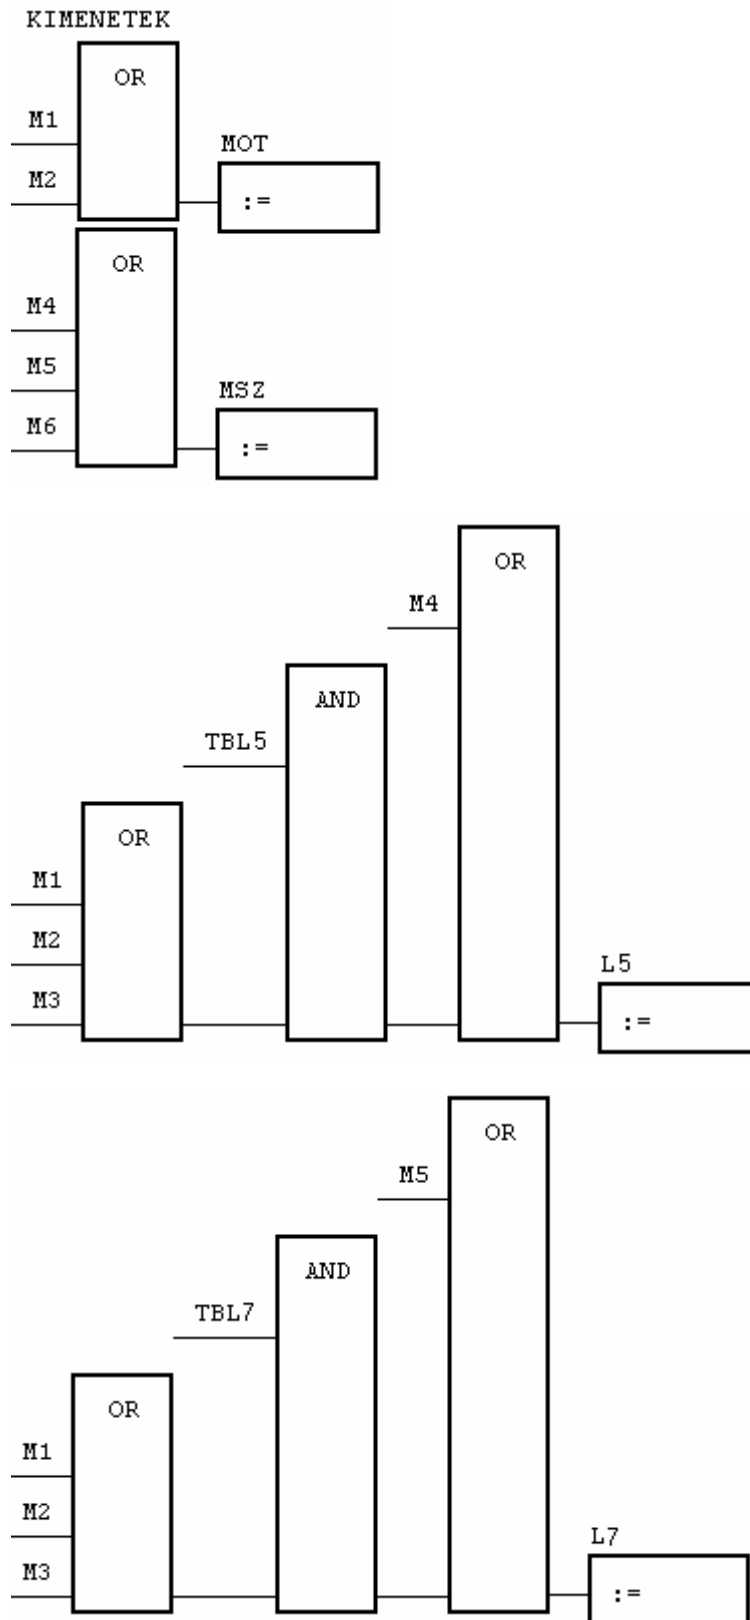 KIMENETEK
OR
M1
MOT
M2
:=
OR
M4
M5
MSZ
M6
:=
OR
M4
AND
TBL5
OR
M1
M2
L5
M3
:=
OR
M5
AND
TBL7
OR
M1
M2
L7
M3
:=